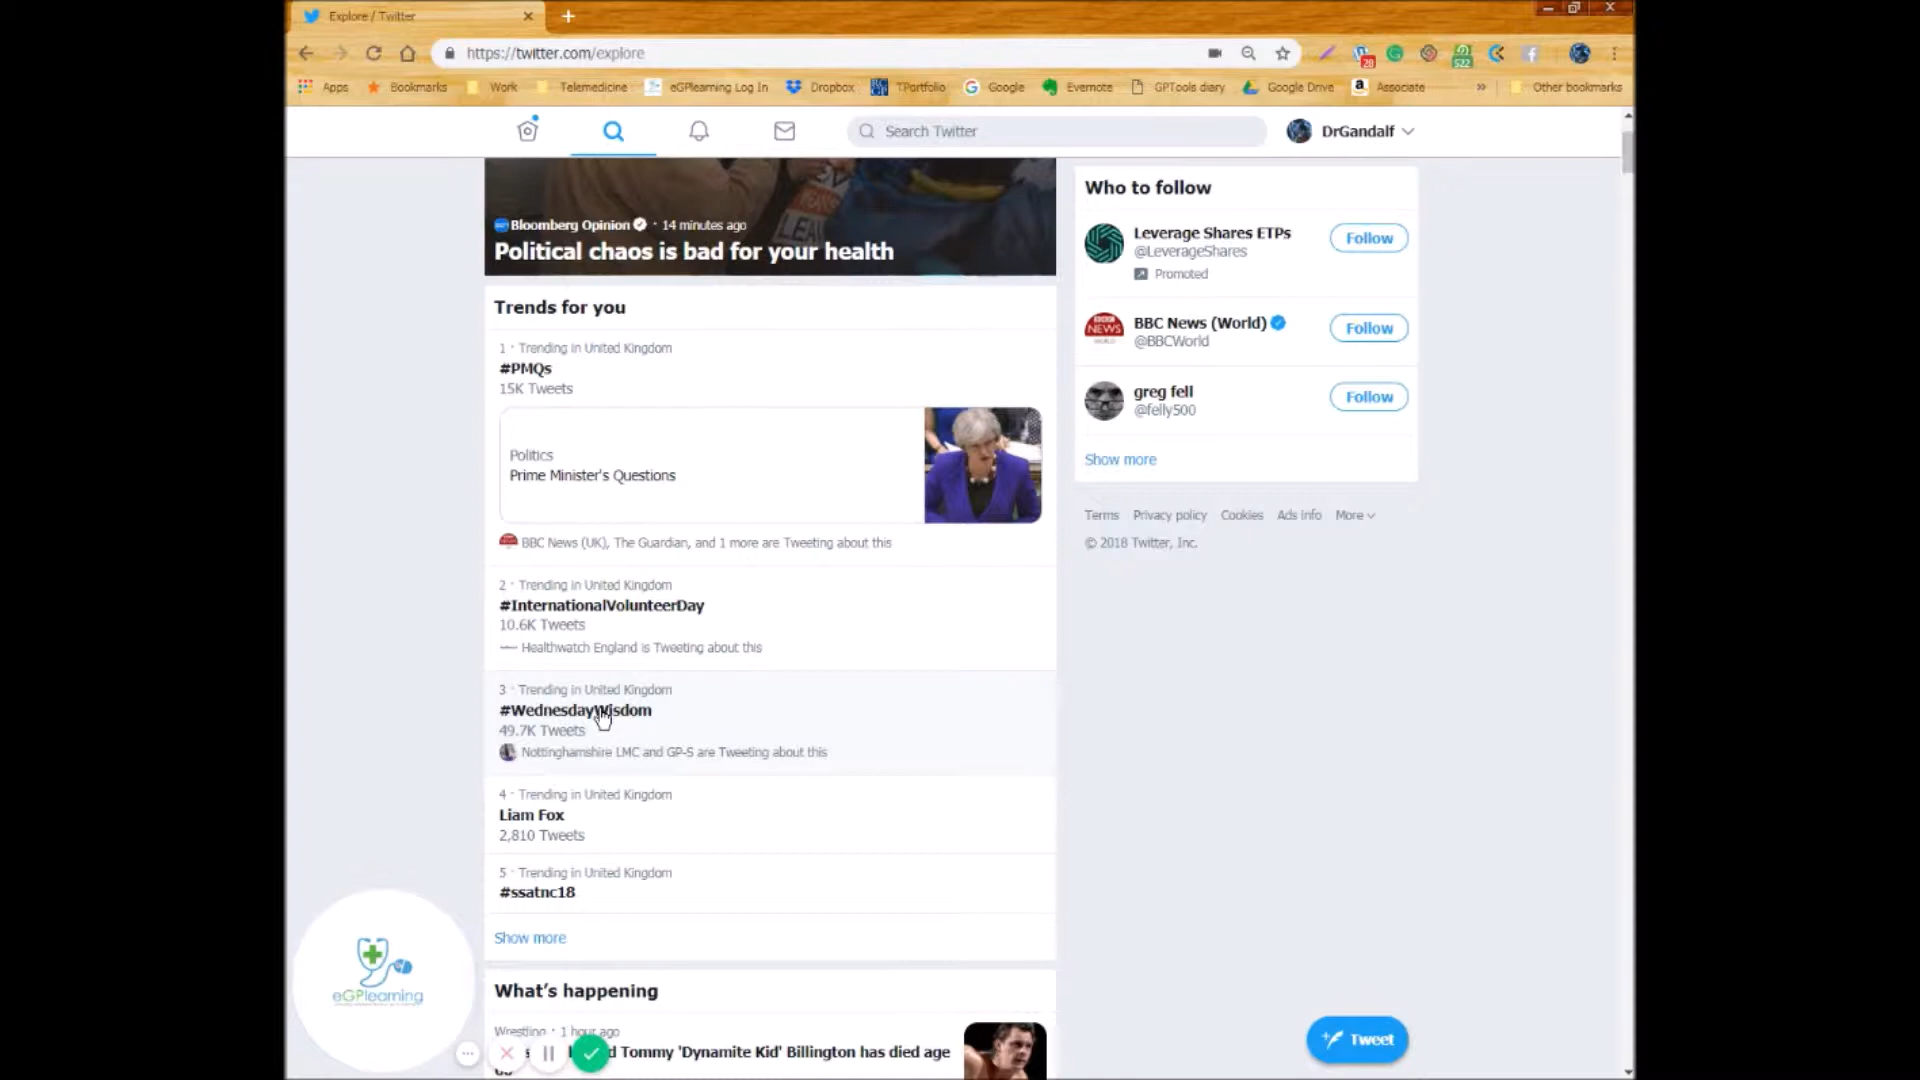 Explore / Twitter
https://twitter.com/explore
28
522
Apps Bookmarks Work Telemedicine eGPlearning Log In Dropbox TPortfolio Google Evernote GPTools diary Google Drive Associate » Other bookmarks
Search Twitter
DrGandalf
LEA
Bloomberg Opinion · 14 minutes ago
Political chaos is bad for your health
Trends for you
1 · Trending in United Kingdom
#PMQs
15K Tweets
Politics
Prime Minister's Questions
BBC News (UK), The Guardian, and 1 more are Tweeting about this
2 · Trending in United Kingdom
#InternationalVolunteerDay
10.6K Tweets
Healthwatch England is Tweeting about this
3 · Trending in United Kingdom
#WednesdayWisdom
49.7K Tweets
Nottinghamshire LMC and GP-S are Tweeting about this
4 · Trending in United Kingdom
Liam Fox
2,810 Tweets
5 · Trending in United Kingdom
#ssatnc18
Show more
What's happening
Wrestling · 1 hour ago
d Tommy 'Dynamite Kid' Billington has died age
Who to follow
Leverage Shares ETPs
@LeverageShares
Promoted
Follow
NEWS
BBC News (World)
@BBCWorld
Follow
greg fell
@felly500
Follow
Show more
Terms Privacy policy Cookies Ads info More
© 2018 Twitter, Inc.
eGPlearning
Tweet